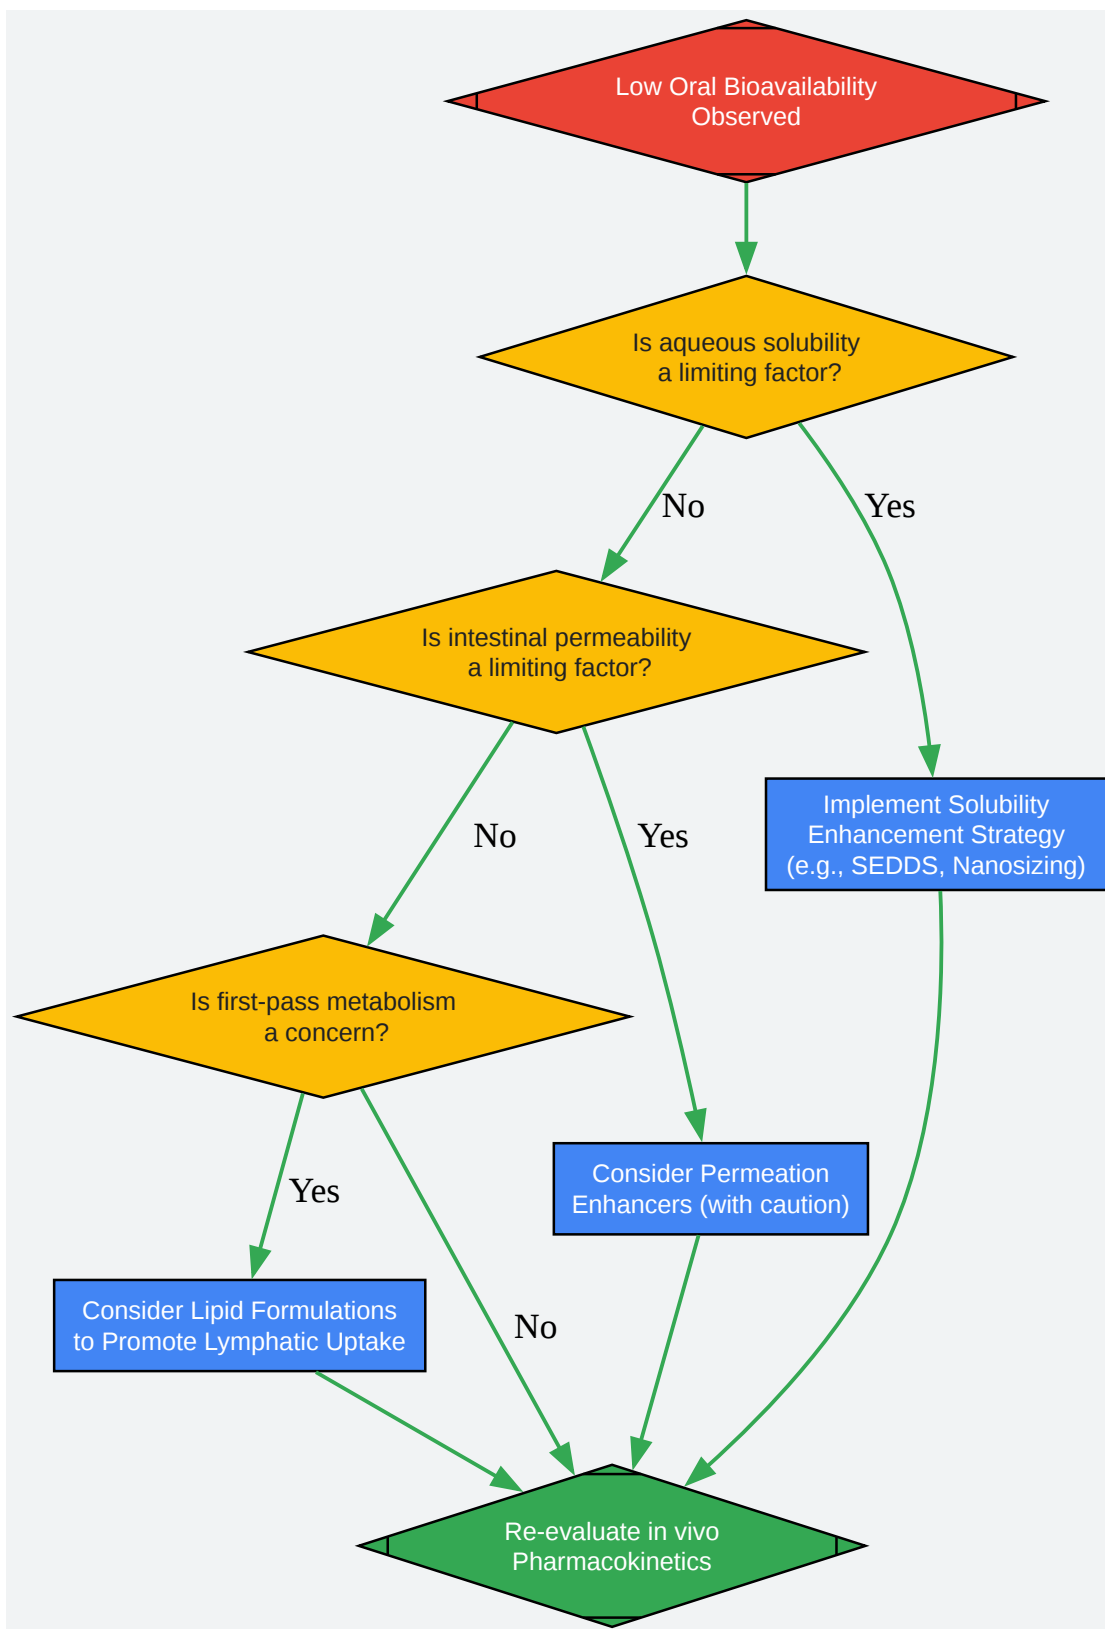 Low Oral Bioavailability
Observed
Is aqueous solubility
a limiting factor?
No
Yes
Is intestinal permeability
a limiting factor?
No
Yes
Implement Solubility
Enhancement Strategy
(e.g., SEDDS, Nanosizing)
Is first-pass metabolism
a concern?
Yes
No
Consider Permeation
Enhancers (with caution)
Consider Lipid Formulations
to Promote Lymphatic Uptake
Re-evaluate in vivo
Pharmacokinetics